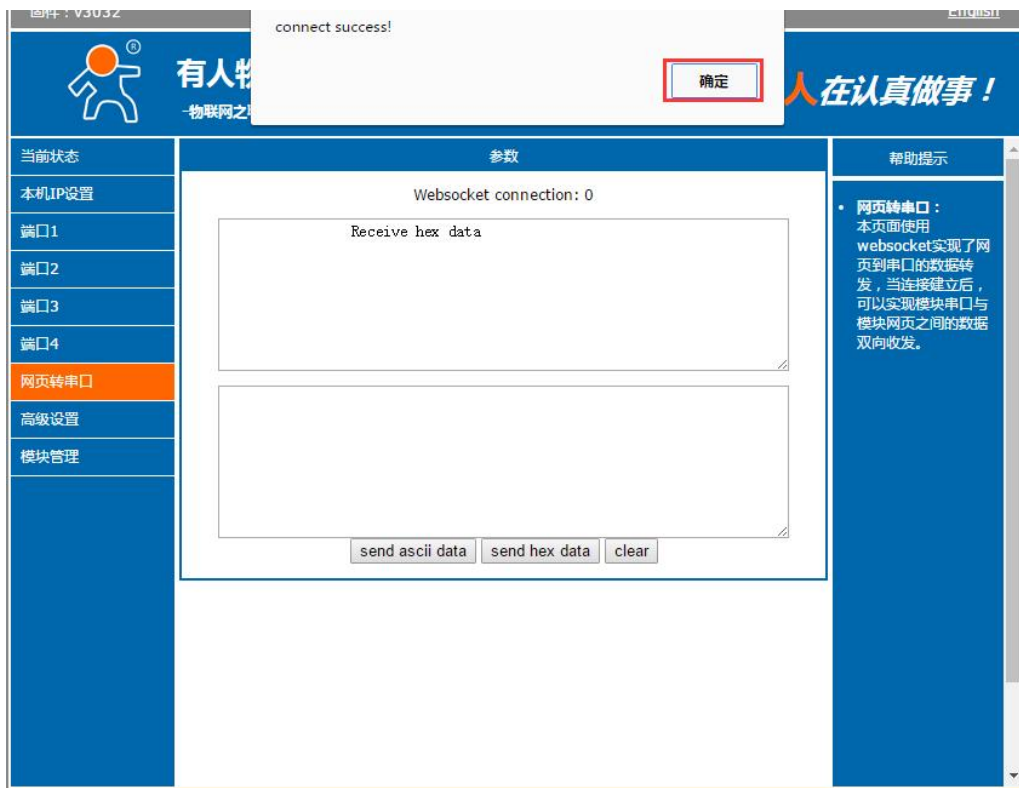 固件：V3032
English
connect success!
确定
®
有人物
-物联网之
人在认真做事！
当前状态
本机IP设置
端口1
端口2
端口3
端口4
网页转串口
高级设置
模块管理
参数
Websocket connection: 0
Receive hex data
send ascii data
send hex data
clear
帮助提示
• 网页转串口：
本页面使用
websocket实现了网
页到串口的数据转
发，当连接建立后，
可以实现模块串口与
模块网页之间的数据
双向收发。